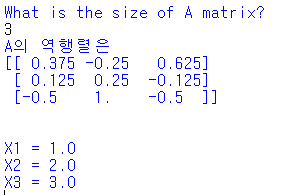 What is the size of A matrix?
3
A의 역행렬은
[[ 0.375 -0.25   0.625]
 [ 0.125  0.25  -0.125]
 [-0.5    1.    -0.5  ]]
X1 = 1.0
X2 = 2.0
X3 = 3.0